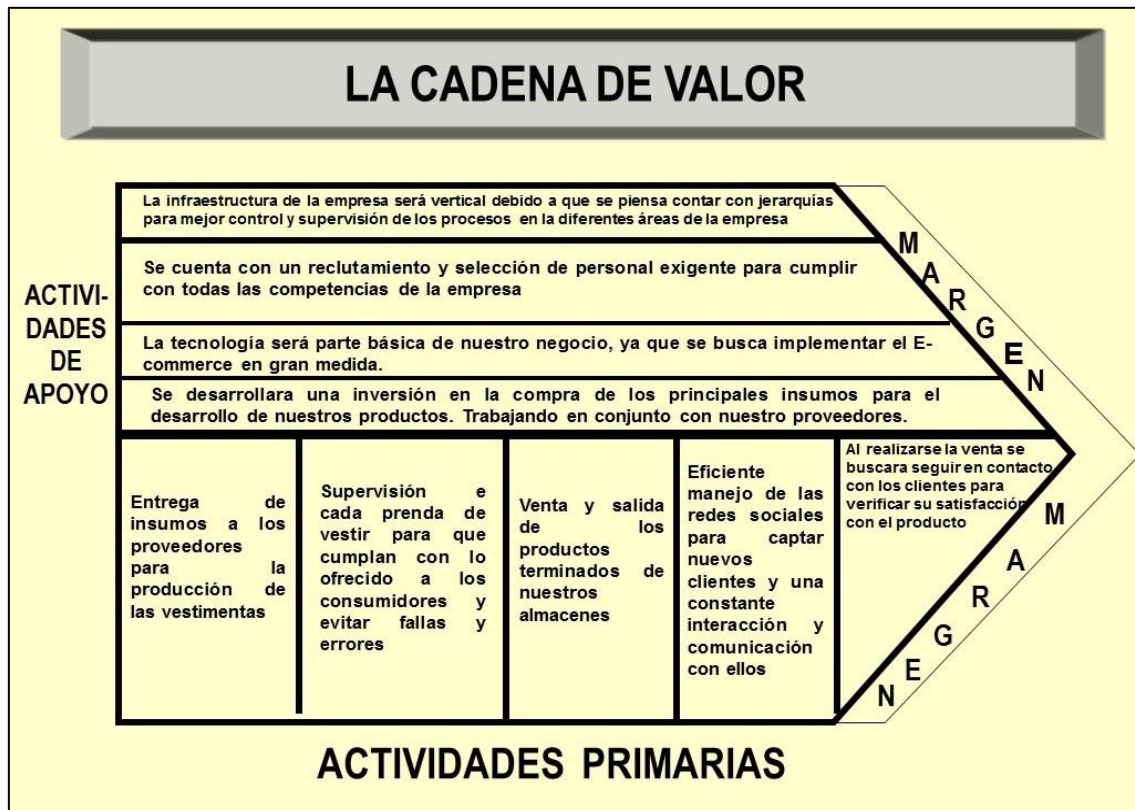 LA CADENA DE VALOR
La infraestructura de la empresa será vertical debido a que se piensa contar con jerarquías
para mejor control y supervisión de los procesos en la diferentes áreas de la empresa
Se cuenta con un reclutamiento y selección de personal exigente para cumplir
con todas las competencias de la empresa
La tecnología será parte básica de nuestro negocio, ya que se busca implementar el E-
commerce en gran medida.
Se desarrollara una inversión en la compra de los principales insumos para el
desarrollo de nuestros productos. Trabajando en conjunto con nuestro proveedores.
ACTIVI-
DADES
DE
APOYO
MARGEN
Entrega de
insumos a los
proveedores
para la
producción de
las vestimentas
Supervisión e
cada prenda de
vestir para que
cumplan con lo
ofrecido a los
consumidores y
evitar fallas y
errores
Venta y salida
de los
productos
terminados de
nuestros
almacenes
Eficiente
manejo de las
redes sociales
para captar
nuevos
clientes y una
constante
interacción y
comunicación
con ellos
Al realizarse la venta se
buscara seguir en contacto
con los clientes para
verificar su satisfacción
con el producto
MARGEN
ACTIVIDADES PRIMARIAS